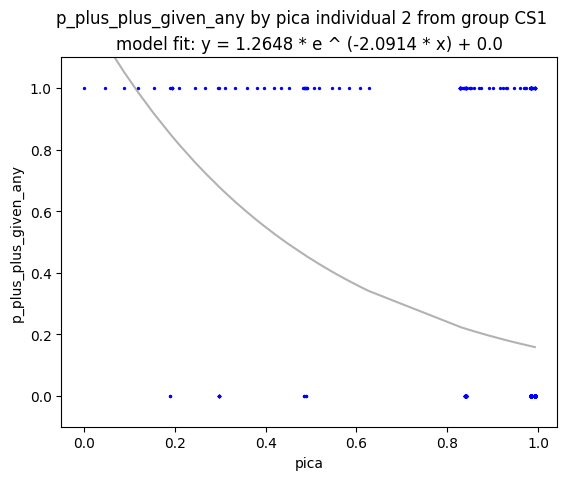 p_plus_plus_given_any by pica individual 2 from group CS1
model fit: y = 1.2648 * e ^ (-2.0914 * x) + 0.0
1.0
0.8
0.6
0.4
0.2
0.0
p_plus_plus_given_any
0.0 0.2 0.4 0.6 0.8 1.0
pica